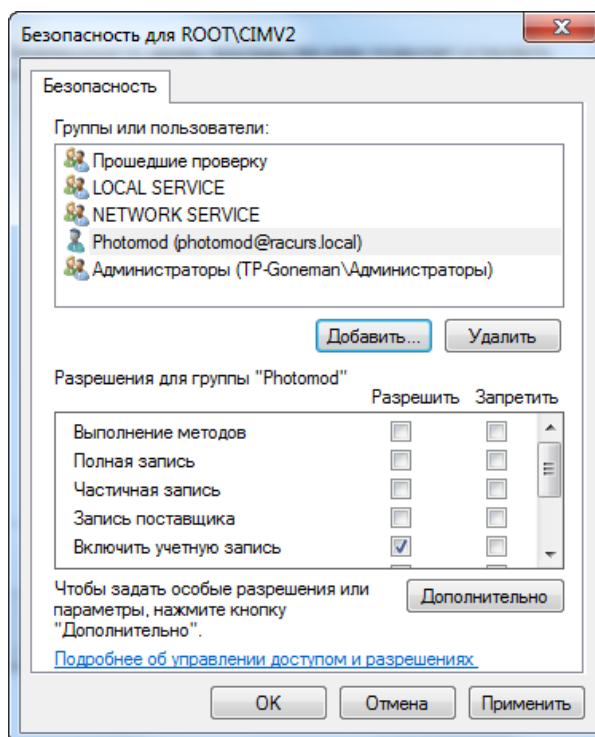 Безопасность для ROOT\CIMV2
Безопасность
Группы или пользователи:
Прошедшие проверку
LOCAL SERVICE
NETWORK SERVICE
Photomod (photomod@racurs.local)
Администраторы (TP-Goneman\Администраторы)
Добавить... Удалить
Разрешения для группы "Photomod"
Разрешить Запретить
Выполнение методов
Полная запись
Частичная запись
Запись поставщика
Включить учетную запись
Чтобы задать особые разрешения или
параметры, нажмите кнопку
"Дополнительно".
Дополнительно
Подробнее об управлении доступом и разрешениях
OK Отмена Применить